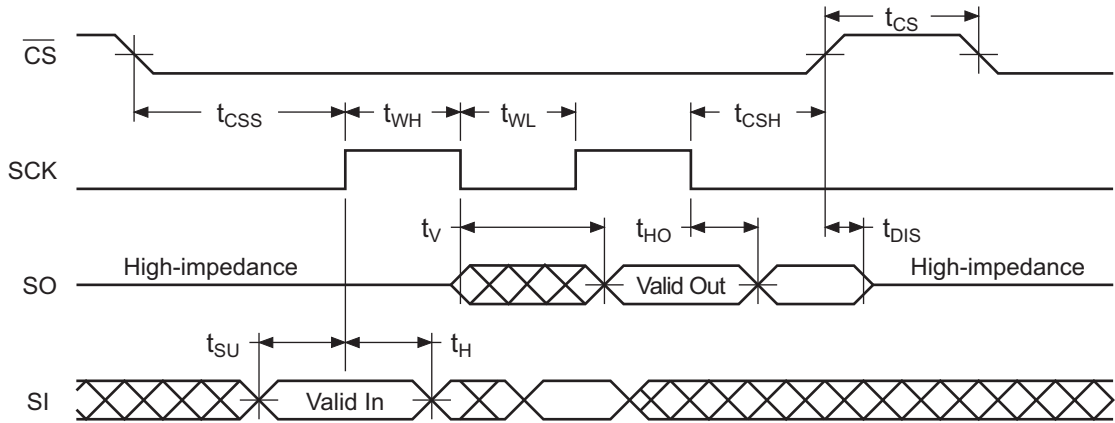 t_CS
C̅S̅
t_CSS t_WH t_WL t_CSH
SCK
t_V t_HO t_DIS
High-impedance High-impedance
SO Valid Out
t_SU t_H
SI Valid In